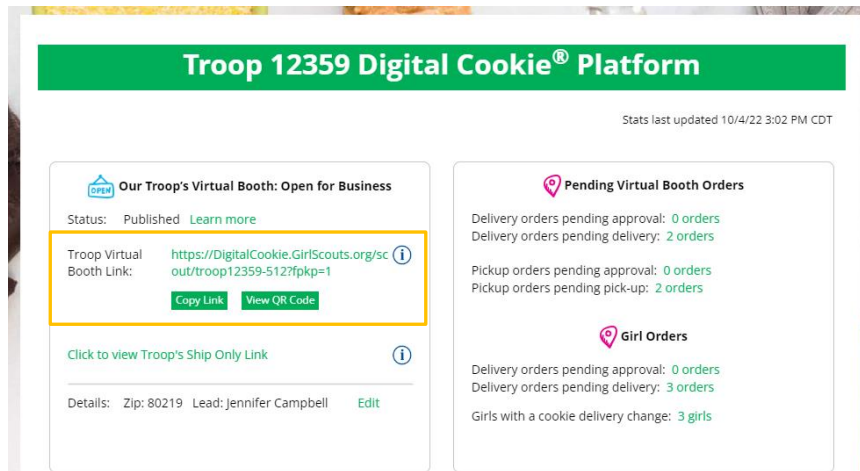 Troop 12359 Digital Cookie® Platform
Stats last updated 10/4/22 3:02 PM CDT
OPEN
Our Troop's Virtual Booth: Open for Business
Status: Published Learn more
Troop Virtual
Booth Link:
https://DigitalCookie.GirlScouts.org/sc
out/troop12359-512?fpkp=1
Copy Link View QR Code
Click to view Troop's Ship Only Link
Details: Zip: 80219 Lead: Jennifer Campbell Edit
Pending Virtual Booth Orders
Delivery orders pending approval: 0 orders
Delivery orders pending delivery: 2 orders
Pickup orders pending approval: 0 orders
Pickup orders pending pick-up: 2 orders
Girl Orders
Delivery orders pending approval: 0 orders
Delivery orders pending delivery: 3 orders
Girls with a cookie delivery change: 3 girls